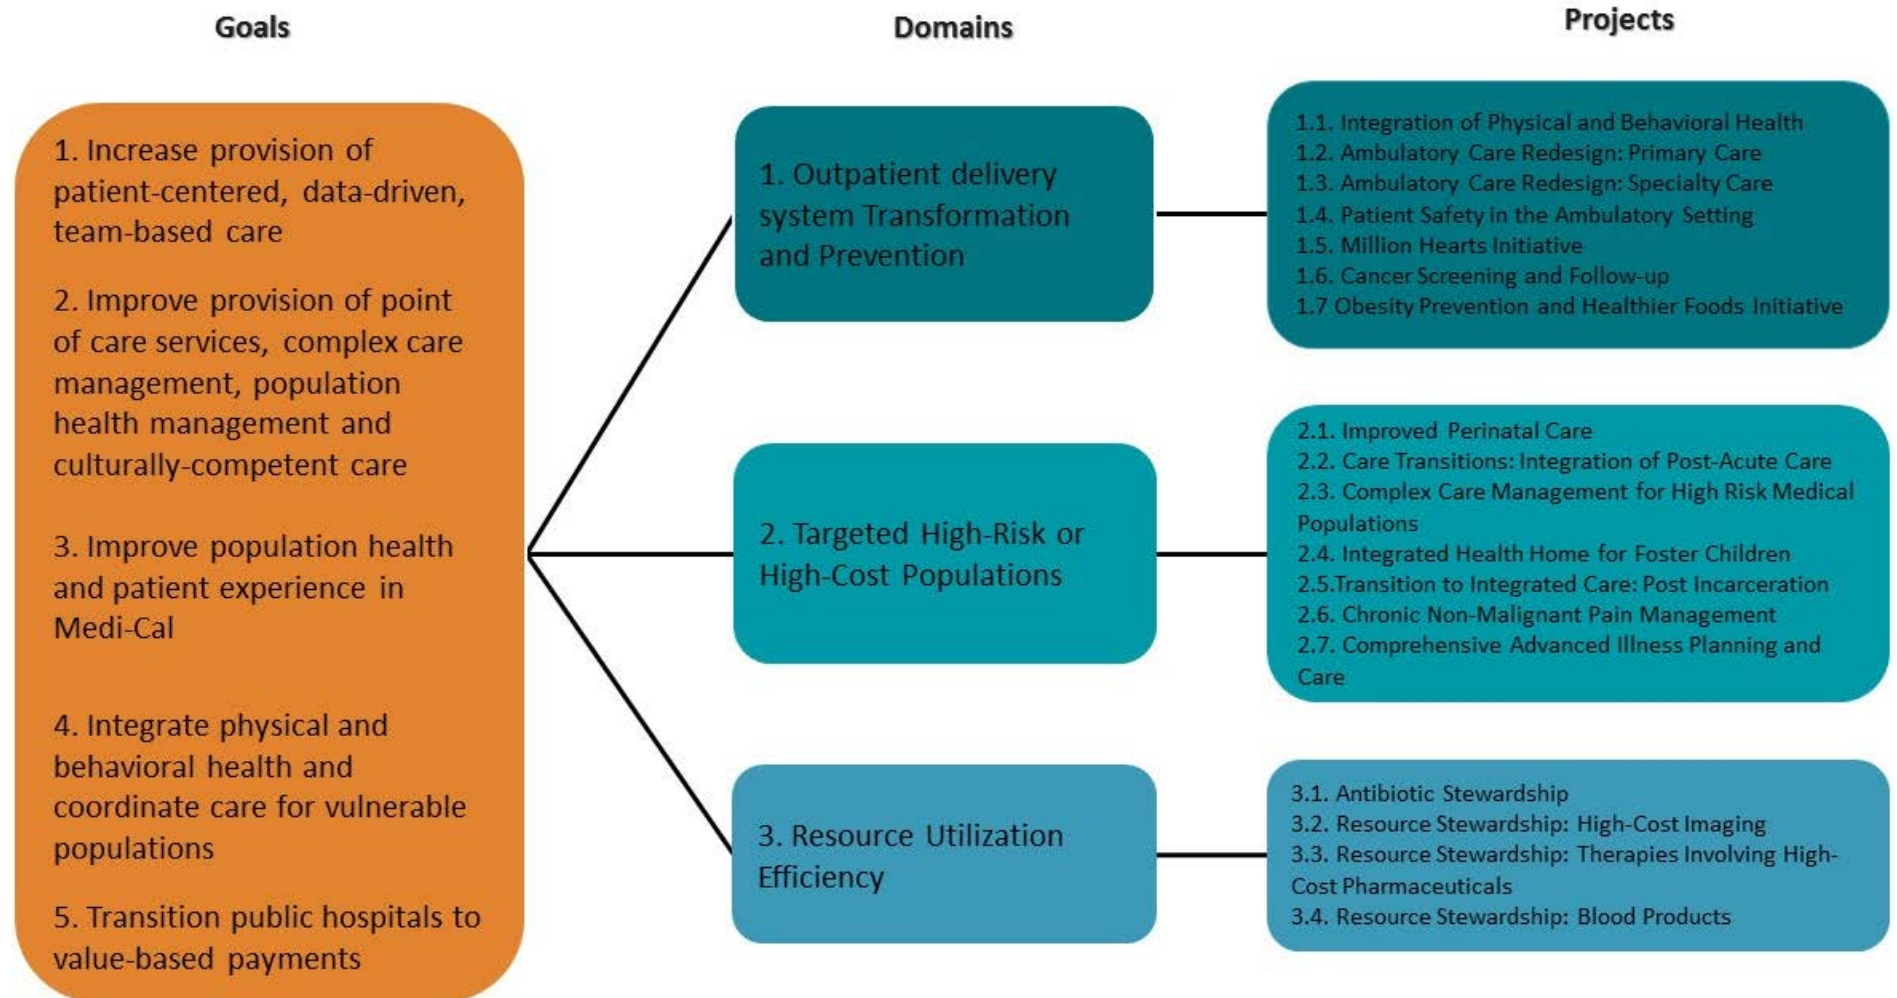 Goals
Domains
Projects
1. Increase provision of
patient-centered, data-driven,
team-based care
2. Improve provision of point
of care services, complex care
management, population
health management and
culturally-competent care
3. Improve population health
and patient experience in
Medi-Cal
4. Integrate physical and
behavioral health and
coordinate care for vulnerable
populations
5. Transition public hospitals to
value-based payments
1. Outpatient delivery
system Transformation
and Prevention
2. Targeted High-Risk or
High-Cost Populations
3. Resource Utilization
Efficiency
1.1. Integration of Physical and Behavioral Health
1.2. Ambulatory Care Redesign: Primary Care
1.3. Ambulatory Care Redesign: Specialty Care
1.4. Patient Safety in the Ambulatory Setting
1.5. Million Hearts Initiative
1.6. Cancer Screening and Follow-up
1.7 Obesity Prevention and Healthier Foods Initiative
2.1. Improved Perinatal Care
2.2. Care Transitions: Integration of Post-Acute Care
2.3. Complex Care Management for High Risk Medical
Populations
2.4. Integrated Health Home for Foster Children
2.5.Transition to Integrated Care: Post Incarceration
2.6. Chronic Non-Malignant Pain Management
2.7. Comprehensive Advanced Illness Planning and
Care
3.1. Antibiotic Stewardship
3.2. Resource Stewardship: High-Cost Imaging
3.3. Resource Stewardship: Therapies Involving High-
Cost Pharmaceuticals
3.4. Resource Stewardship: Blood Products